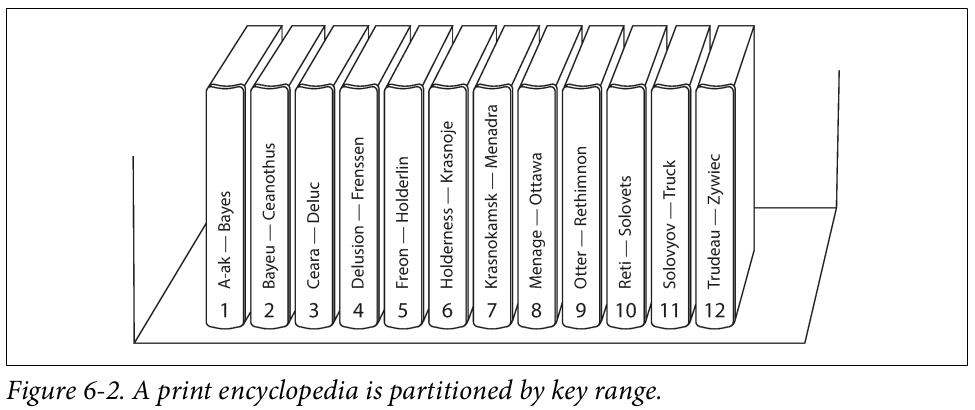 A-ak — Bayes
1
Bayeu — Ceanothus
2
Ceara — Deluc
3
Delusion — Frenssen
4
Freon — Holderlin
5
Holderness — Krasnoje
6
Krasnokamsk — Menadra
7
Menage — Ottawa
8
Otter — Rethimnon
9
Reti — Solovets
10
Solovyov — Truck
11
Trudeau — Zywiec
12
Figure 6-2. A print encyclopedia is partitioned by key range.